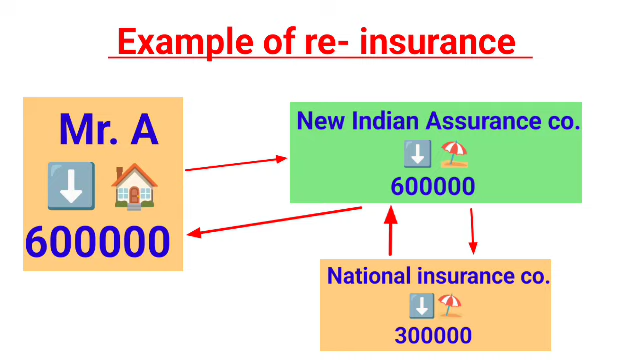 Example of re- insurance
Mr. A
600000
New Indian Assurance co.
600000
National insurance co.
300000